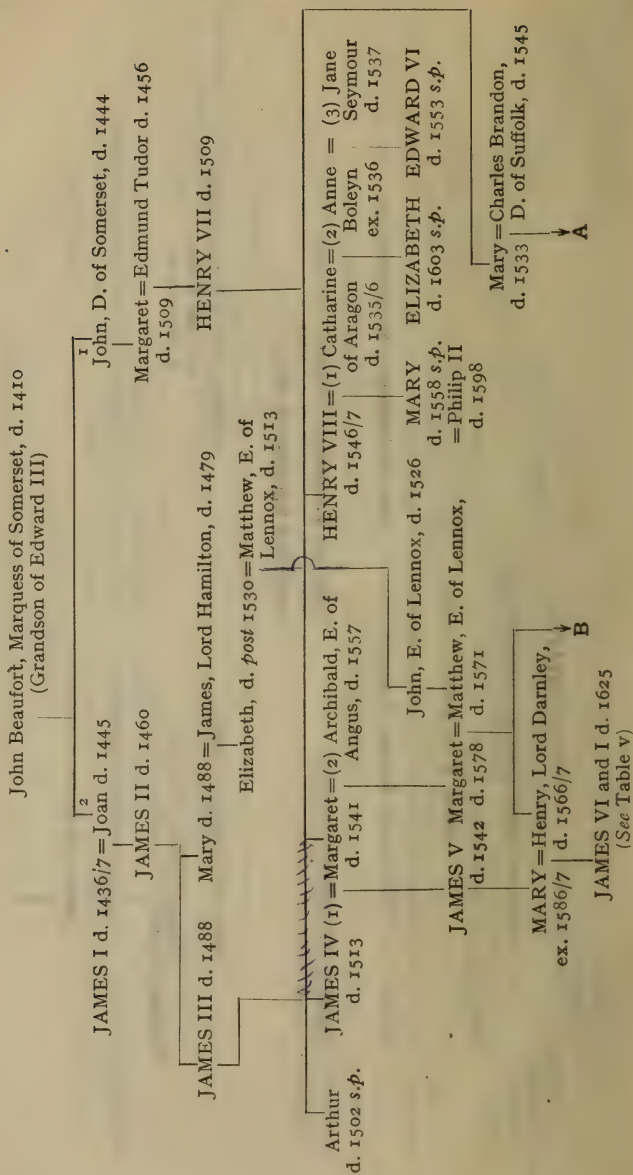 John Beaufort, Marquess of Somerset, d. 1410
(Grandson of Edward III)
2
1
JAMES I d. 1436/7 = Joan d. 1445
John, D. of Somerset, d. 1444
JAMES II d. 1460
Margaret = Edmund Tudor d. 1456
d. 1509
JAMES III d. 1488
Mary d. 1488 = James, Lord Hamilton, d. 1479
HENRY VII d. 1509
Elizabeth, d. post 1530 = Matthew, E. of
Lennox, d. 1513
Arthur
d. 1502 s.p.
JAMES IV (1) = Margaret = (2) Archibald, E. of
d. 1513
d. 1541
Angus, d. 1557
HENRY VIII = (1) Catharine = (2) Anne = (3) Jane
d. 1546/7
of Aragon
Boleyn
Seymour
d. 1535/6
ex. 1536
d. 1537
John, E. of Lennox, d. 1526
MARY
ELIZABETH
EDWARD VI
d. 1558 s.p.
d. 1603 s.p.
d. 1553 s.p.
= Philip II
d. 1598
JAMES V
Margaret = Matthew, E. of Lennox,
d. 1542
d. 1578
d. 1571
Mary = Charles Brandon,
d. 1533
D. of Suffolk, d. 1545
MARY = Henry, Lord Darnley,
ex. 1586/7
d. 1566/7
B
A
JAMES VI and I d. 1625
(See Table V)